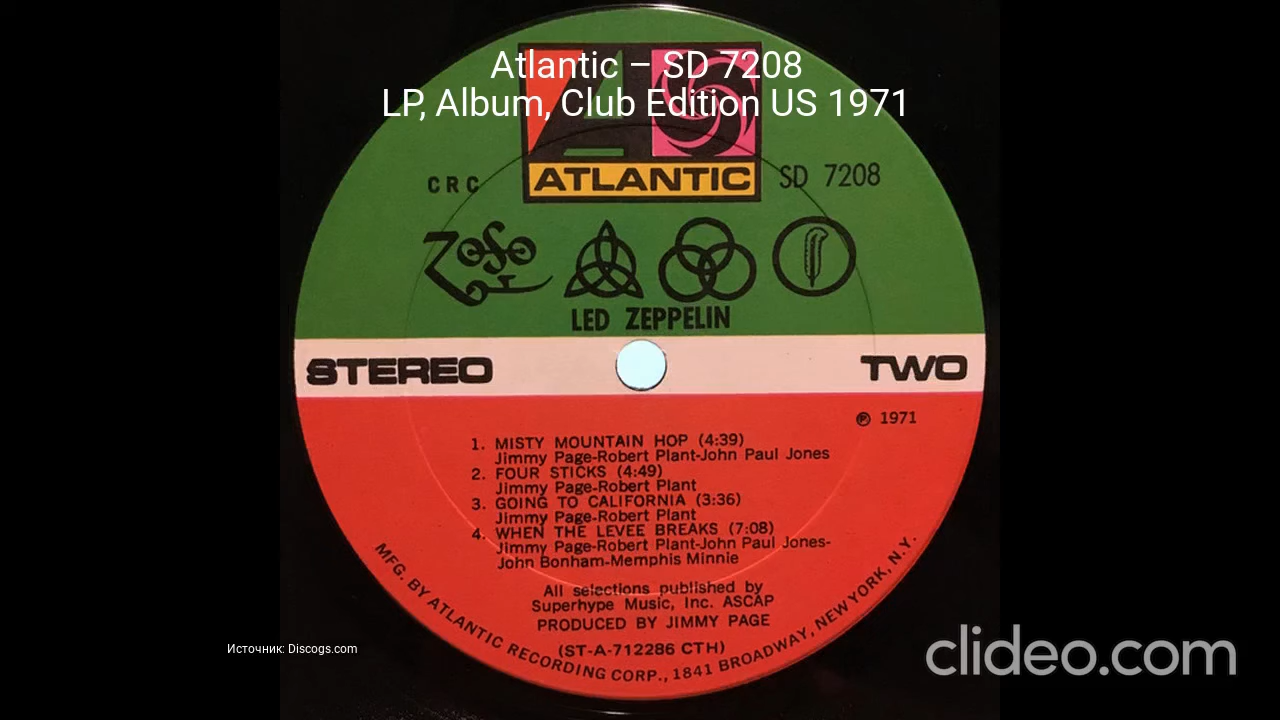 Atlantic – SD 7208
LP, Album, Club Edition US 1971
ATLANTIC
CRC
SD 7208
ZoSo
LED ZEPPELIN
STEREO
TWO
℗ 1971
1. MISTY MOUNTAIN HOP (4:39)
Jimmy Page-Robert Plant-John Paul Jones
2. FOUR STICKS (4:49)
Jimmy Page-Robert Plant
3. GOING TO CALIFORNIA (3:36)
Jimmy Page-Robert Plant
4. WHEN THE LEVEE BREAKS (7:08)
Jimmy Page-Robert Plant-John Paul Jones-
John Bonham-Memphis Minnie
All selections published by
Superhype Music, Inc. ASCAP
PRODUCED BY JIMMY PAGE
(ST-A-712286 CTH)
MFG. BY ATLANTIC RECORDING CORP., 1841 BROADWAY, NEW YORK, N.Y.
Источник: Discogs.com
clideo.com